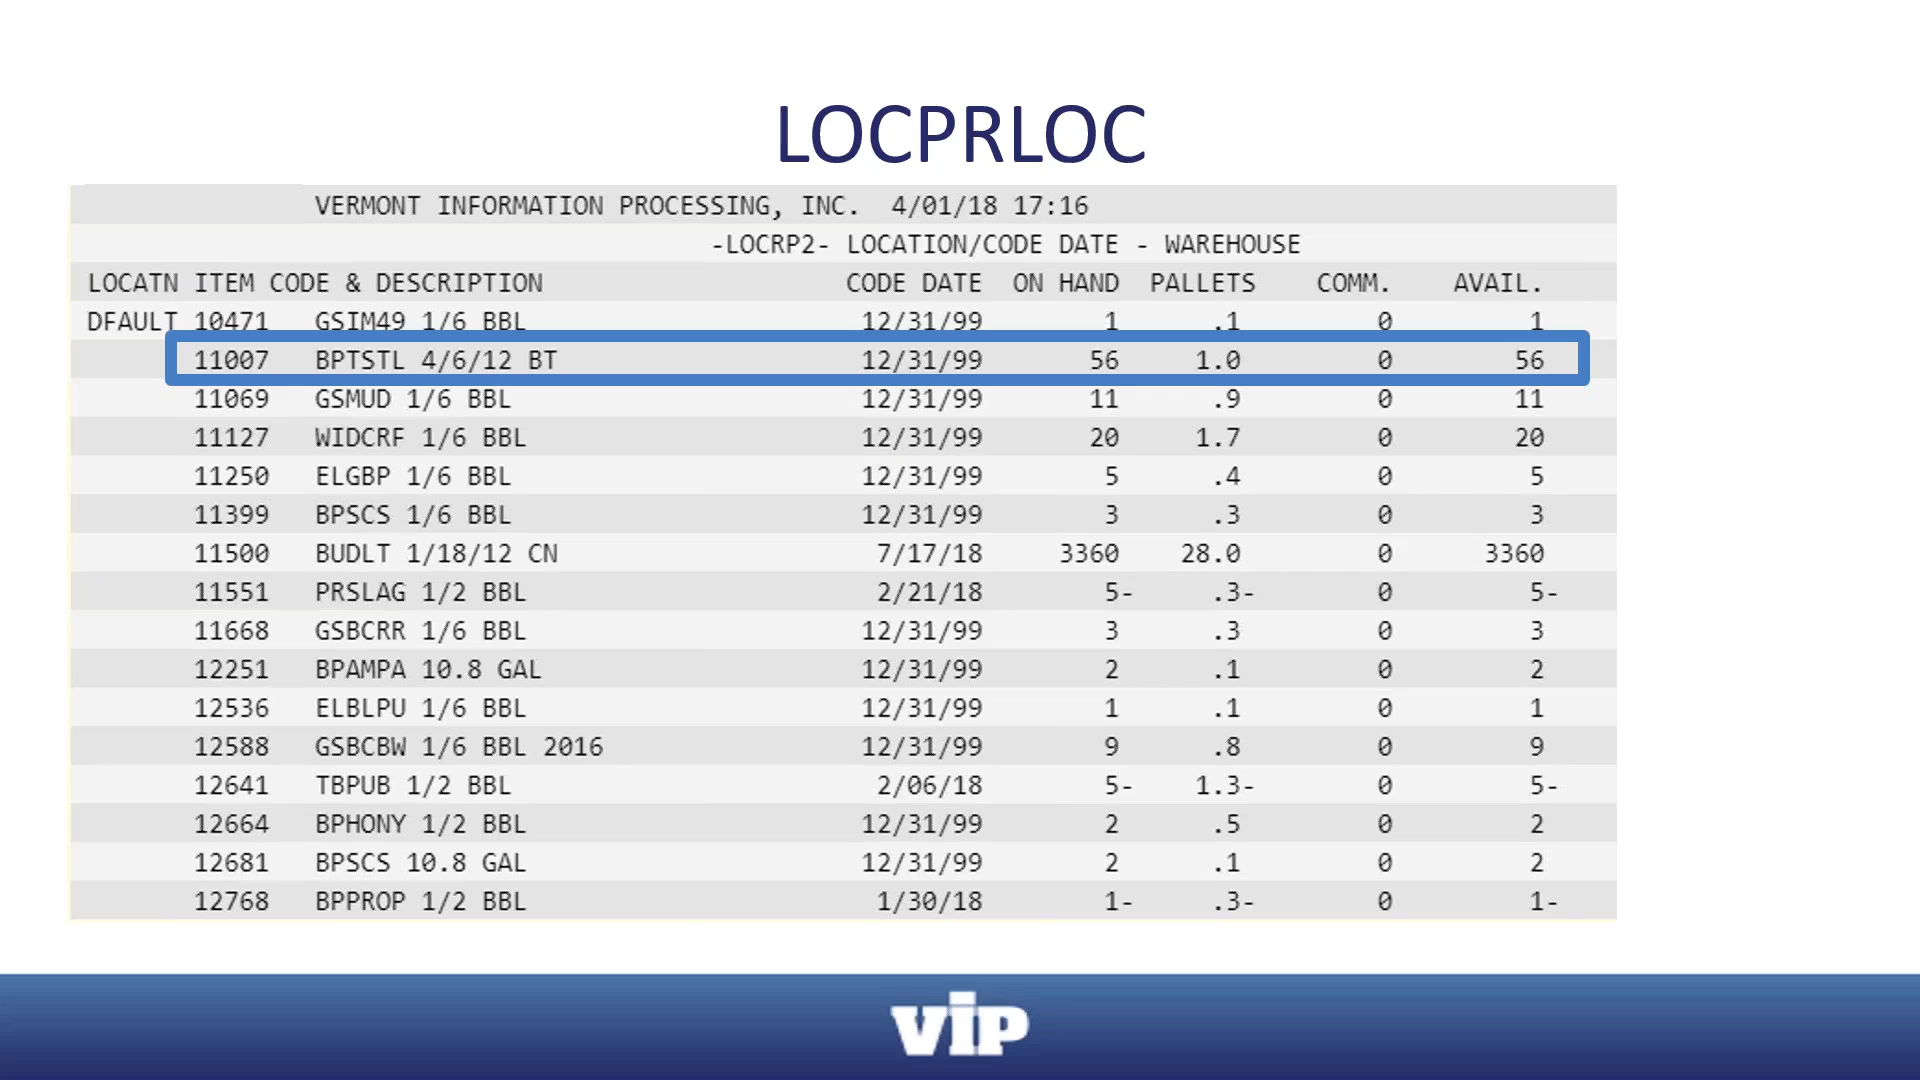 LOCPRLOC
VERMONT INFORMATION PROCESSING, INC. 4/01/18 17:16
-LOCRP2- LOCATION/CODE DATE - WAREHOUSE
LOCATN ITEM CODE & DESCRIPTION CODE DATE ON HAND PALLETS COMM. AVAIL.
DFAULT 10471 GSIM49 1/6 BBL 12/31/99 1 .1 0 1
11007 BPTSTL 4/6/12 BT 12/31/99 56 1.0 0 56
11069 GSMUD 1/6 BBL 12/31/99 11 .9 0 11
11127 WIDCRF 1/6 BBL 12/31/99 20 1.7 0 20
11250 ELGBP 1/6 BBL 12/31/99 5 .4 0 5
11399 BPSCS 1/6 BBL 12/31/99 3 .3 0 3
11500 BUDLT 1/18/12 CN 7/17/18 3360 28.0 0 3360
11551 PRSLAG 1/2 BBL 2/21/18 5- .3- 0 5-
11668 GSBCRR 1/6 BBL 12/31/99 3 .3 0 3
12251 BPAMPA 10.8 GAL 12/31/99 2 .1 0 2
12536 ELBLPU 1/6 BBL 12/31/99 1 .1 0 1
12588 GSBCBW 1/6 BBL 2016 12/31/99 9 .8 0 9
12641 TBPUB 1/2 BBL 2/06/18 5- 1.3- 0 5-
12664 BPHONY 1/2 BBL 12/31/99 2 .5 0 2
12681 BPSCS 10.8 GAL 12/31/99 2 .1 0 2
12768 BPPROP 1/2 BBL 1/30/18 1- .3- 0 1-
VIP